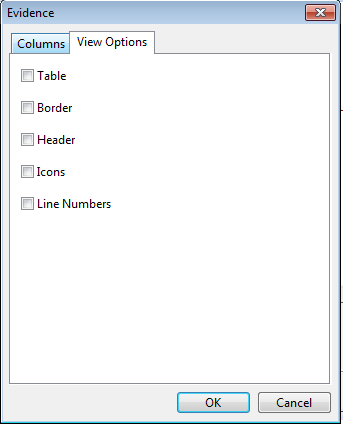 Evidence
Columns
View Options
Table
Border
Header
Icons
Line Numbers
OK
Cancel